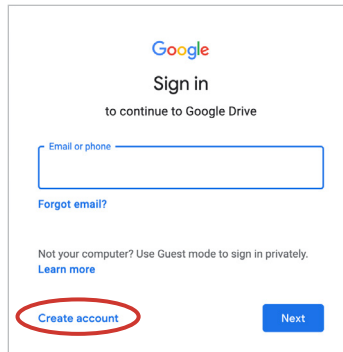 Google
Sign in
to continue to Google Drive
Email or phone
Forgot email?
Not your computer? Use Guest mode to sign in privately.
Learn more
Create account
Next